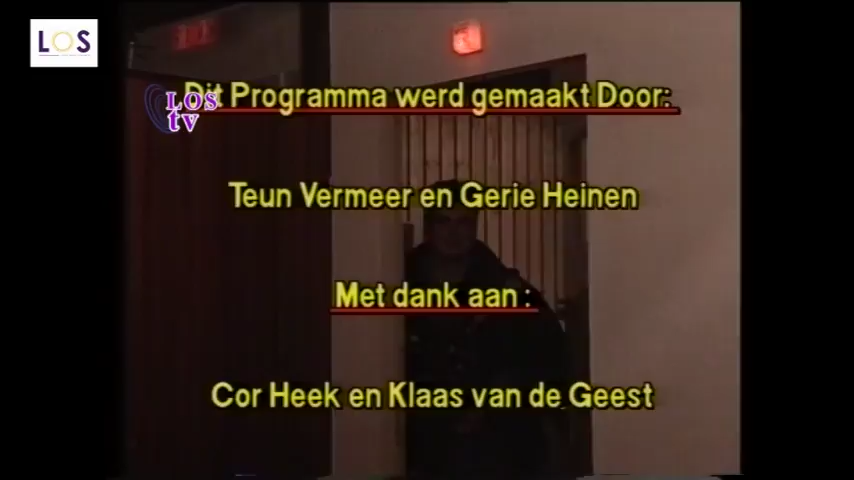 LOS
Dit Programma werd gemaakt Door:
LOS
tv
Teun Vermeer en Gerie Heinen
Met dank aan :
Cor Heek en Klaas van de Geest